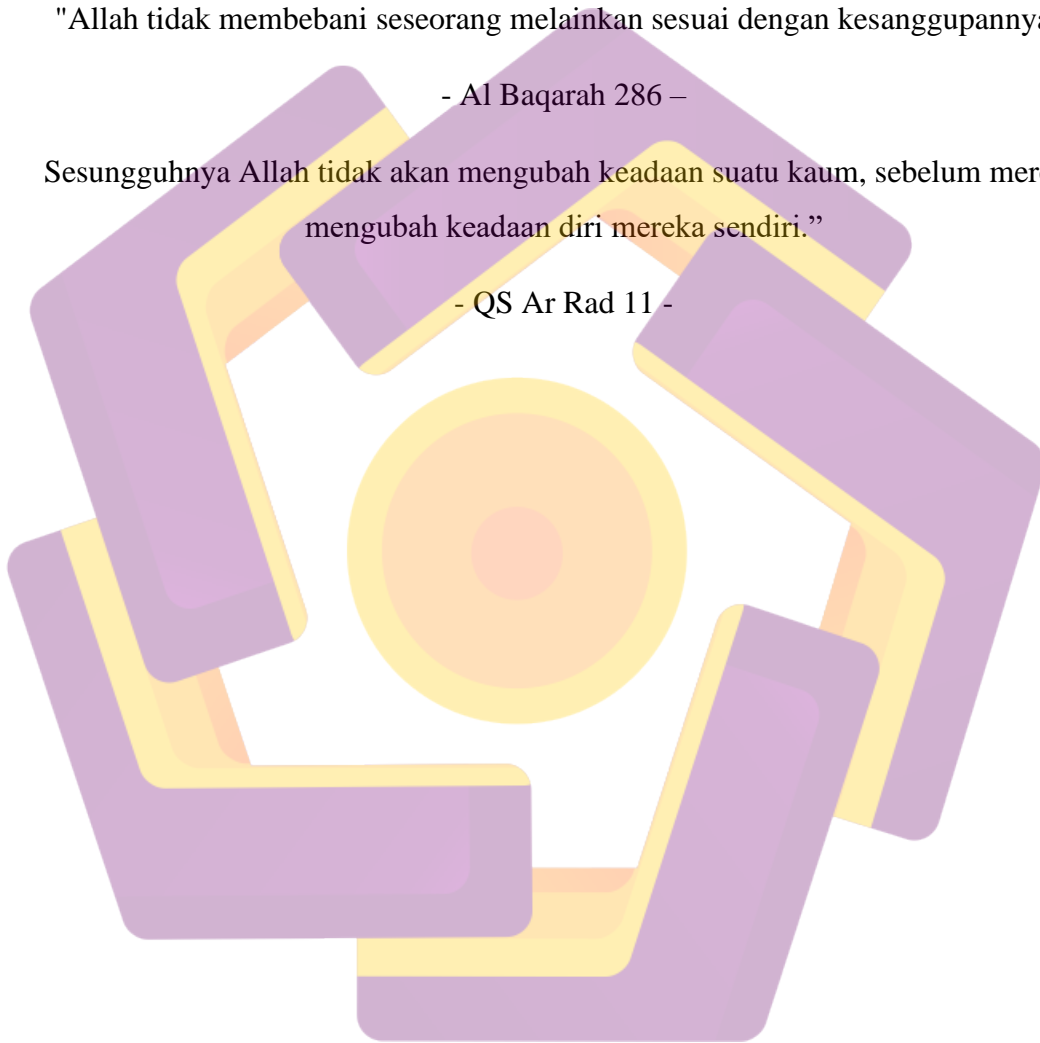 "Allah tidak membebani seseorang melainkan sesuai dengan kesanggupannya
- Al Baqarah 286 –
Sesungguhnya Allah tidak akan mengubah keadaan suatu kaum, sebelum mere
mengubah keadaan diri mereka sendiri.”
- QS Ar Rad 11 -